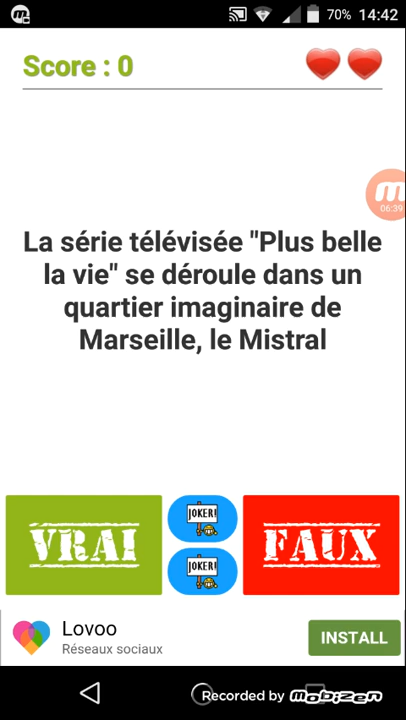 70% 14:42
Score : 0
06:39
La série télévisée "Plus belle
la vie" se déroule dans un
quartier imaginaire de
Marseille, le Mistral
VRAI
JOKER!
JOKER!
FAUX
Lovoo
Réseaux sociaux
INSTALL
Recorded by mobizen